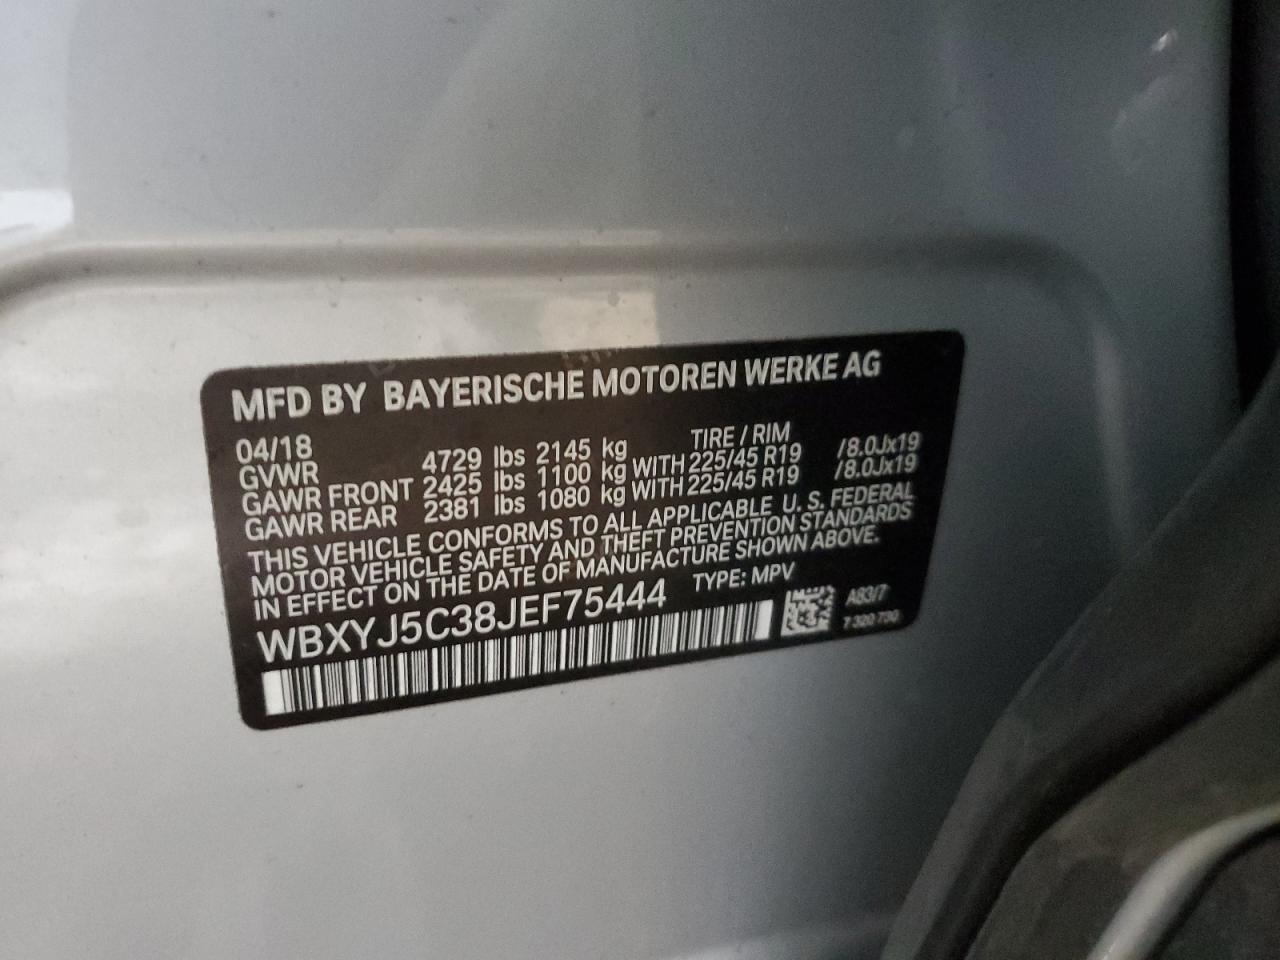 MFD BY BAYERISCHE MOTOREN WERKE AG
04/18 TIRE / RIM
GVWR 4729 lbs 2145 kg
GAWR FRONT 2425 lbs 1100 kg WITH 225/45 R19 /8.0Jx19
GAWR REAR 2381 lbs 1080 kg WITH 225/45 R19 /8.0Jx19
THIS VEHICLE CONFORMS TO ALL APPLICABLE U. S. FEDERAL
MOTOR VEHICLE SAFETY AND THEFT PREVENTION STANDARDS
IN EFFECT ON THE DATE OF MANUFACTURE SHOWN ABOVE.
WBXYJ5C38JEF75444 TYPE: MPV
A83/7
7 320 730